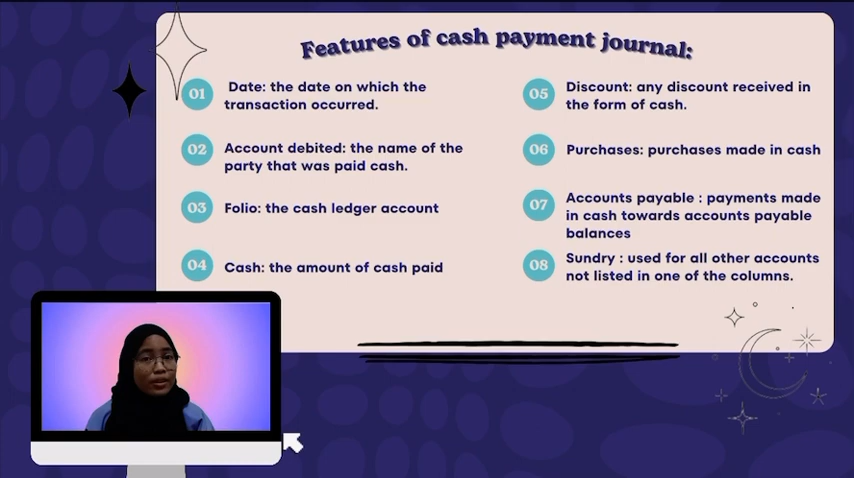 Features of cash payment journal:
01
Date: the date on which the
transaction occurred.
02
Account debited: the name of the
party that was paid cash.
03
Folio: the cash ledger account
04
Cash: the amount of cash paid
05
Discount: any discount received in
the form of cash.
06
Purchases: purchases made in cash
07
Accounts payable : payments made
in cash towards accounts payable
balances
08
Sundry : used for all other accounts
not listed in one of the columns.